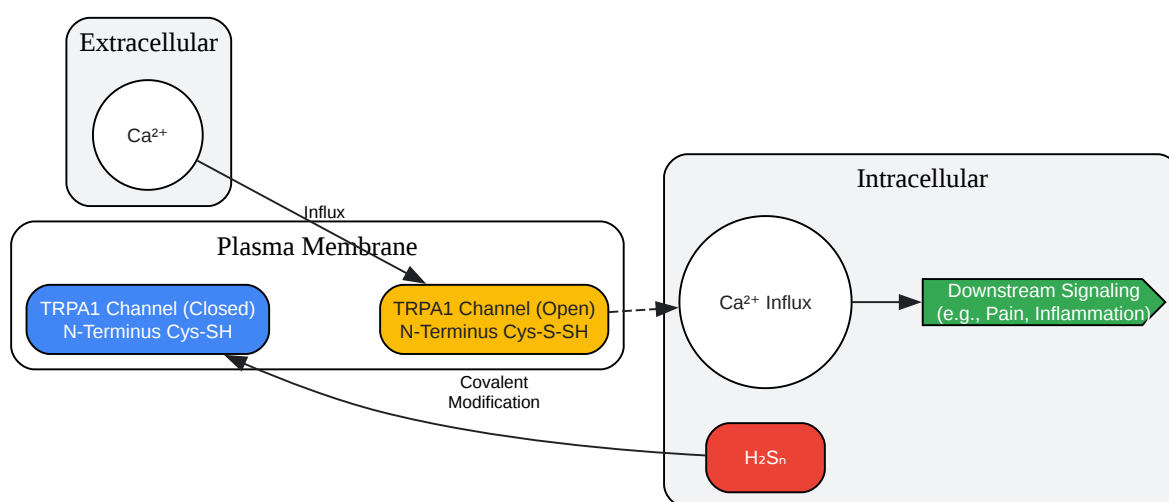 Extracellular
Ca²⁺
Influx
Plasma Membrane
TRPA1 Channel (Closed)
N-Terminus Cys-SH
TRPA1 Channel (Open)
N-Terminus Cys-S-SH
Covalent
Modification
Intracellular
Ca²⁺ Influx
Downstream Signaling
(e.g., Pain, Inflammation)
H₂Sₙ